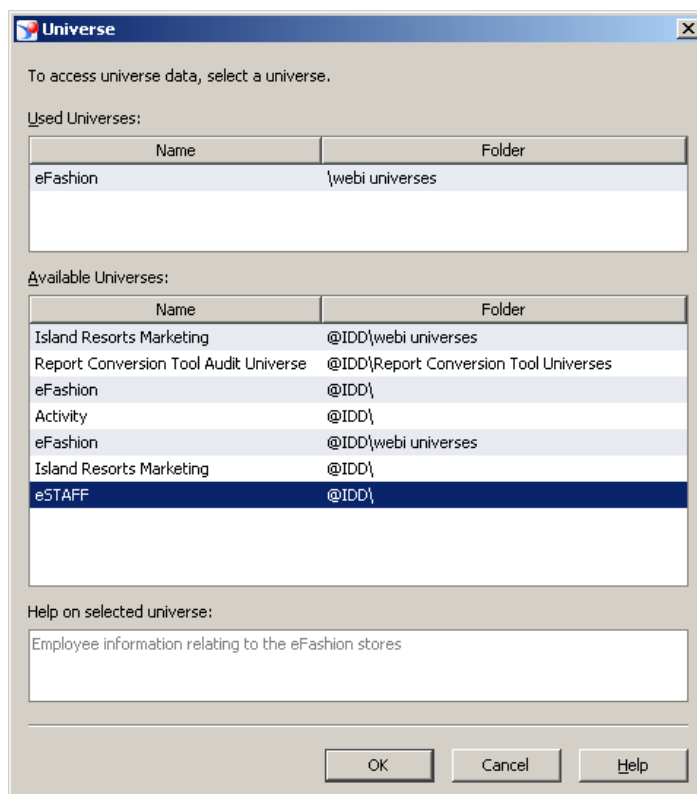 Universe
To access universe data, select a universe.
Used Universes:
Name Folder
eFashion \webi universes
Available Universes:
Name Folder
Island Resorts Marketing @IDD\webi universes
Report Conversion Tool Audit Universe @IDD\Report Conversion Tool Universes
eFashion @IDD\
Activity @IDD\
eFashion @IDD\webi universes
Island Resorts Marketing @IDD\
eSTAFF @IDD\
Help on selected universe:
Employee information relating to the eFashion stores
OK Cancel Help